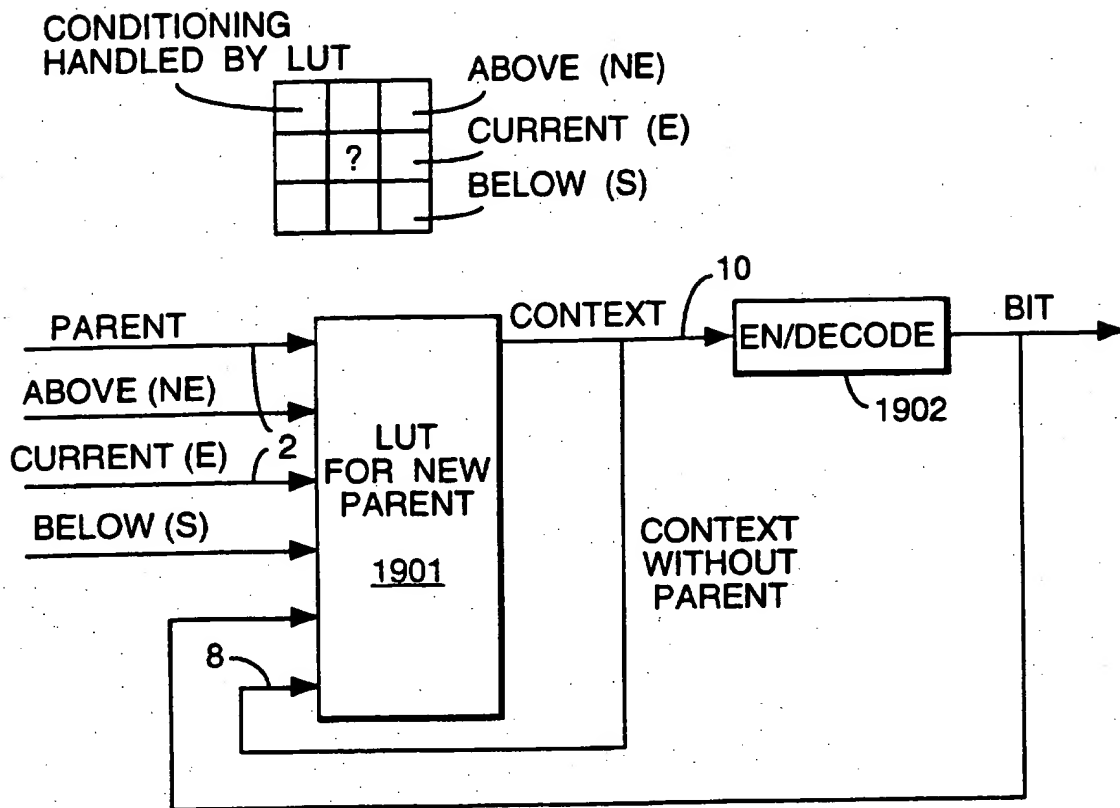 CONDITIONING
HANDLED BY LUT
ABOVE (NE)
CURRENT (E)
?
BELOW (S)
10
PARENT
CONTEXT
EN/DECODE
BIT
ABOVE (NE)
1902
2
CURRENT (E)
LUT
FOR NEW
PARENT
BELOW (S)
1901
CONTEXT
WITHOUT
PARENT
8